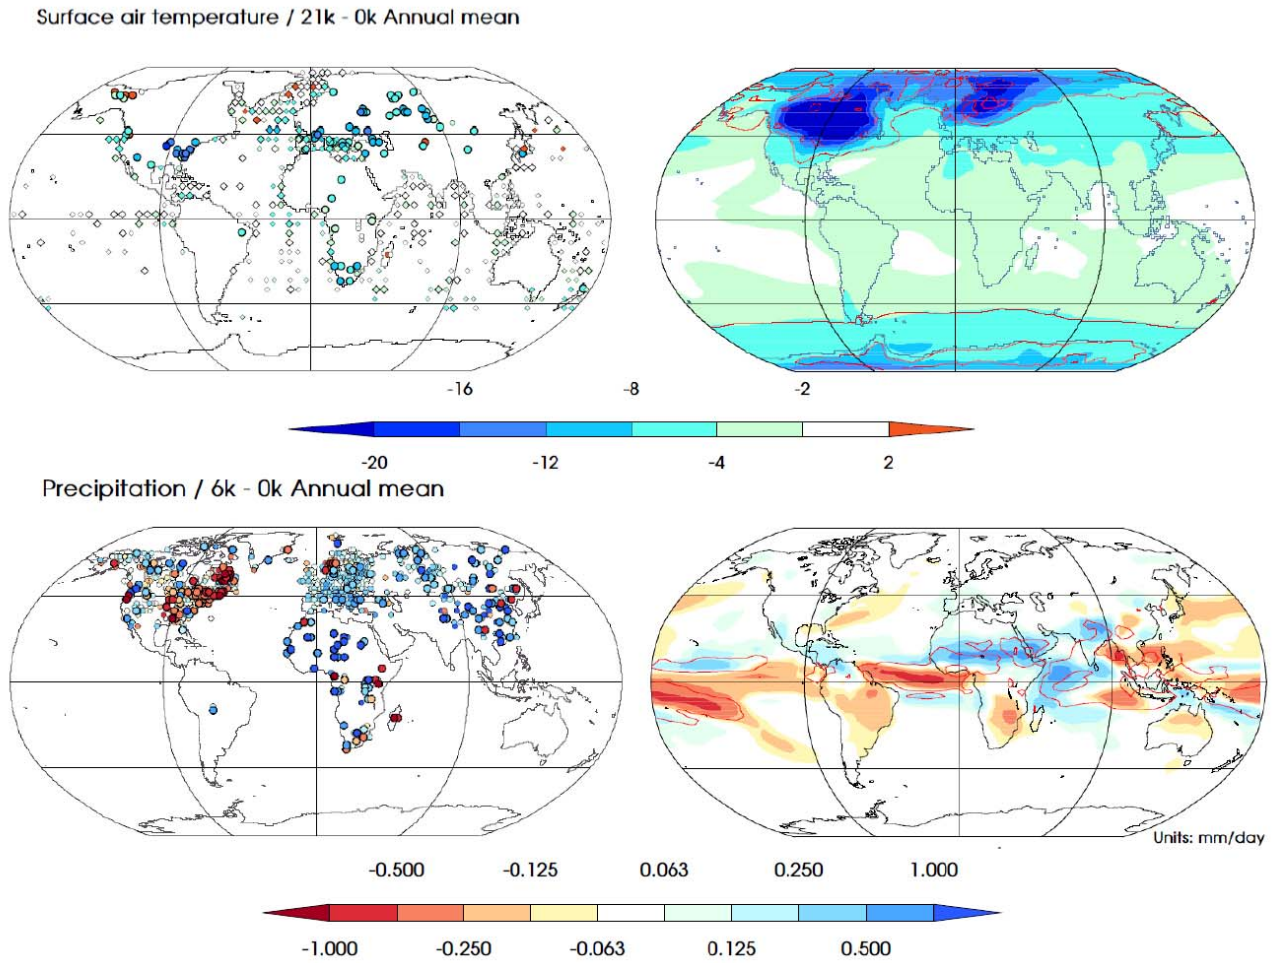 Surface air temperature / 21k - 0k Annual mean
-16 -8 -2
-20 -12 -4 2
Precipitation / 6k - 0k Annual mean
Units: mm/day
-0.500 -0.125 0.063 0.250 1.000
-1.000 -0.250 -0.063 0.125 0.500